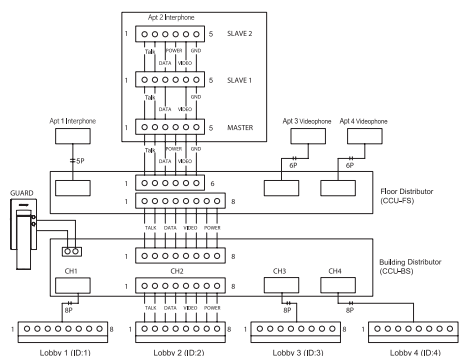 Apt 2 Interphone
1 5 SLAVE 2
Talk POWER GND
DATA VIDEO
1 5 SLAVE 1
Talk GND
DATA POWER VIDEO
1 5 MASTER
Apt 1 Interphone
Apt 3 Videophone
Apt 4 Videophone
Talk POWER GND
DATA VIDEO
5P
6P
6P
1 6
1 8
Floor Distributor
(CCU-FS)
GUARD
TALK DATA VIDEO POWER
1 8
Building Distributor
(CCU-BS)
CH1
CH2
CH3
CH4
1 8
8P
TALK DATA VIDEO POWER
8P
8P
1 8
1 8
1 8
1 8
Lobby 1 (ID:1)
Lobby 2 (ID:2)
Lobby 3 (ID:3)
Lobby 4 (ID:4)